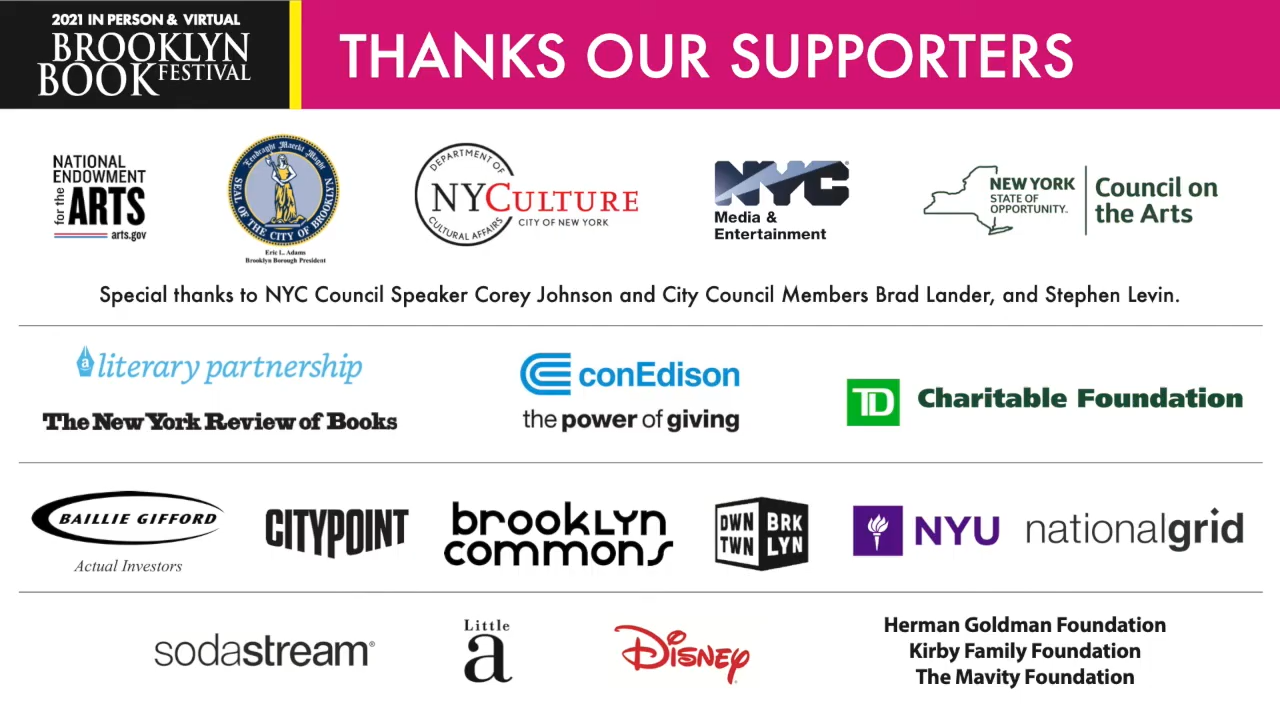 2021 IN PERSON & VIRTUAL
BROOKLYN
BOOK FESTIVAL
THANKS OUR SUPPORTERS
NATIONAL
ENDOWMENT
for the
ARTS
arts.gov
Eendraght Maeckt Maght
SEAL OF THE CITY OF BROOKLYN
Eric L. Adams
Brooklyn Borough President
DEPARTMENT OF
NYCULTURE
CITY OF NEW YORK
CULTURAL AFFAIRS
NYC®
Media &
Entertainment
NEW YORK
STATE OF
OPPORTUNITY™
Council on
the Arts
Special thanks to NYC Council Speaker Corey Johnson and City Council Members Brad Lander, and Stephen Levin.
a literary partnership
The New York Review of Books
conEdison
the power of giving
TD Charitable Foundation
BAILLIE GIFFORD
Actual Investors
CITYPOINT
brooklyn
commons
DWN
TWN
BRK
LYN
NYU
nationalgrid
sodastream®
Little
a
Disney
Herman Goldman Foundation
Kirby Family Foundation
The Mavity Foundation